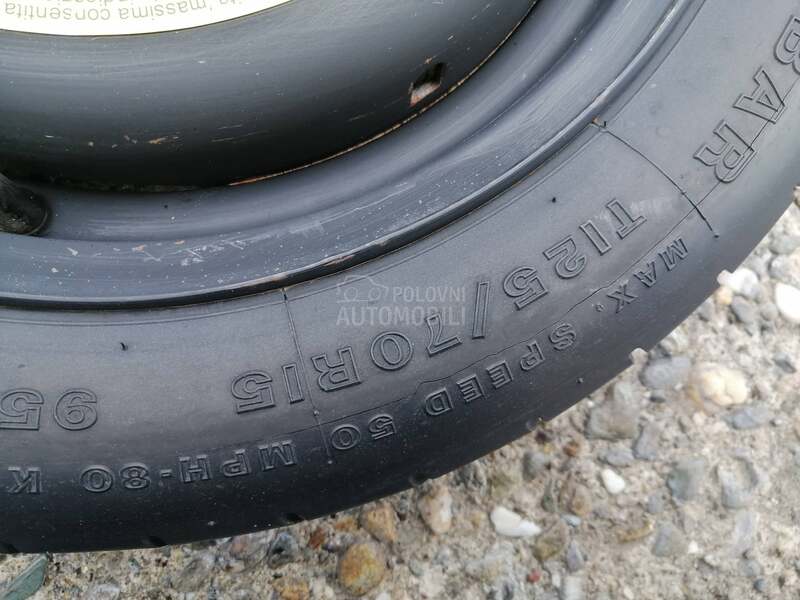 massima consentita
BAR
T125/70R15 95
MAX. SPEED 50 MPH-80 K
POLOVNI
AUTOMOBILI